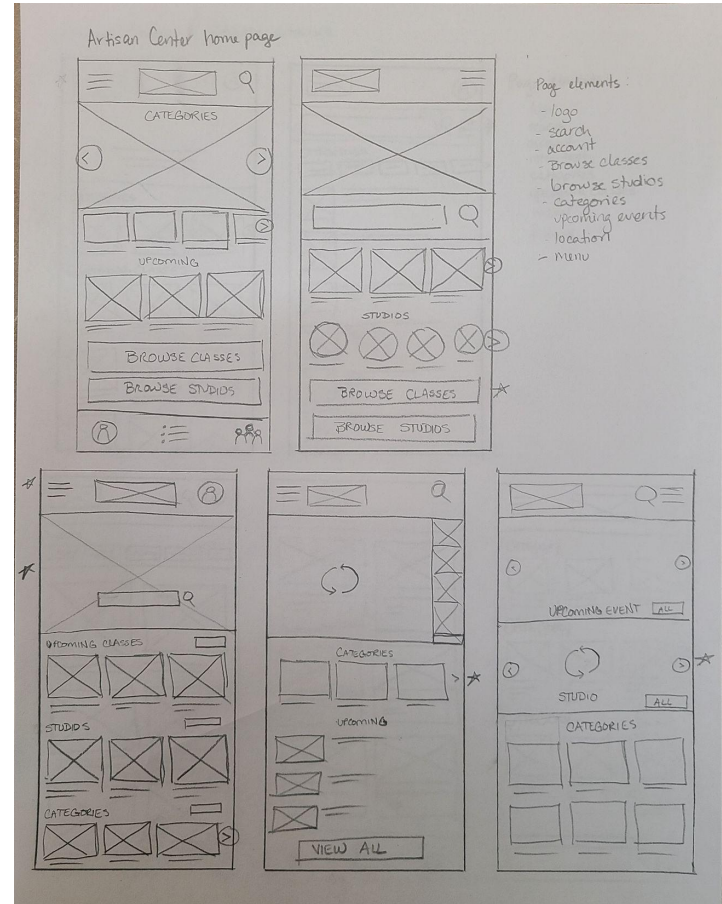 Artisan Center home page
CATEGORIES
UPCOMING
BROWSE CLASSES
BROWSE STUDIOS
STUDIOS
BROWSE CLASSES
BROWSE STUDIOS
Page elements:
- logo
- search
- account
- Browse classes
- browse studios
- categories
upcoming events
- location
- Menu
UPCOMING CLASSES
STUDIOS
CATEGORIES
CATEGORIES
UPCOMING
VIEW ALL
UPCOMING EVENT ALL
STUDIO
ALL
CATEGORIES